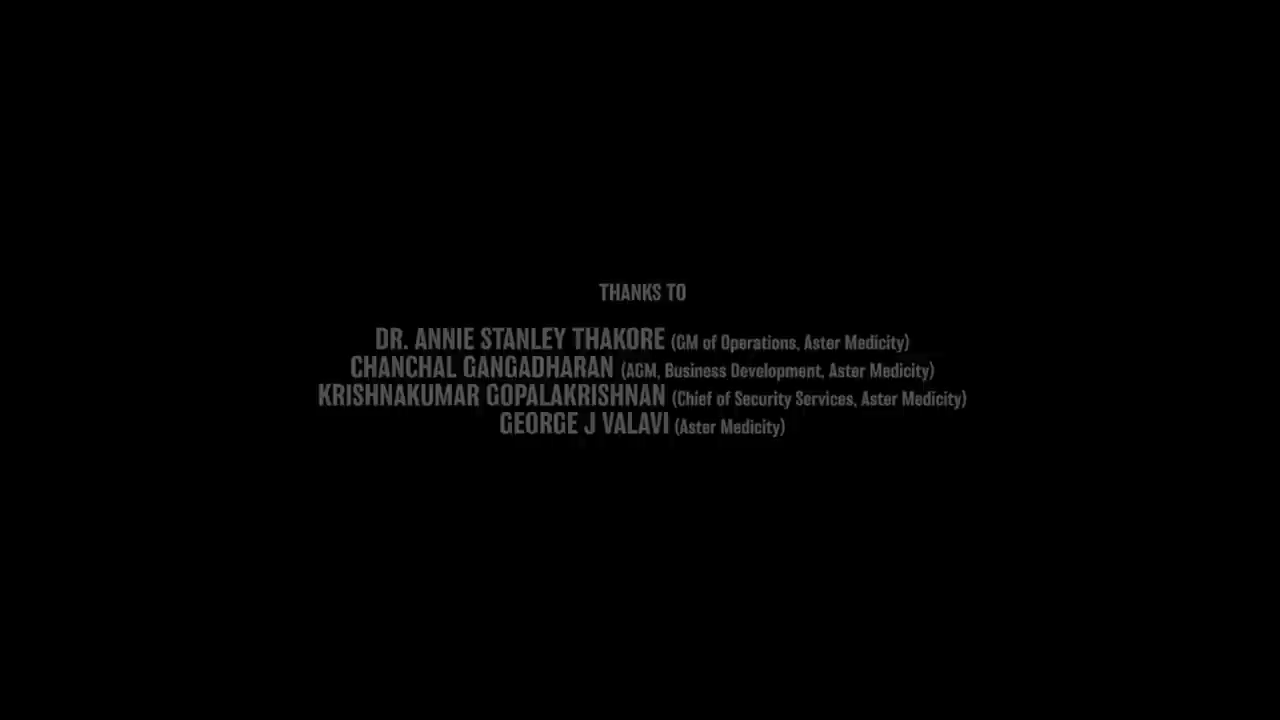 THANKS TO
DR. ANNIE STANLEY THAKORE (GM of Operations, Aster Medicity)
CHANCHAL GANGADHARAN (AGM, Business Development, Aster Medicity)
KRISHNAKUMAR GOPALAKRISHNAN (Chief of Security Services, Aster Medicity)
GEORGE J VALAVI (Aster Medicity)